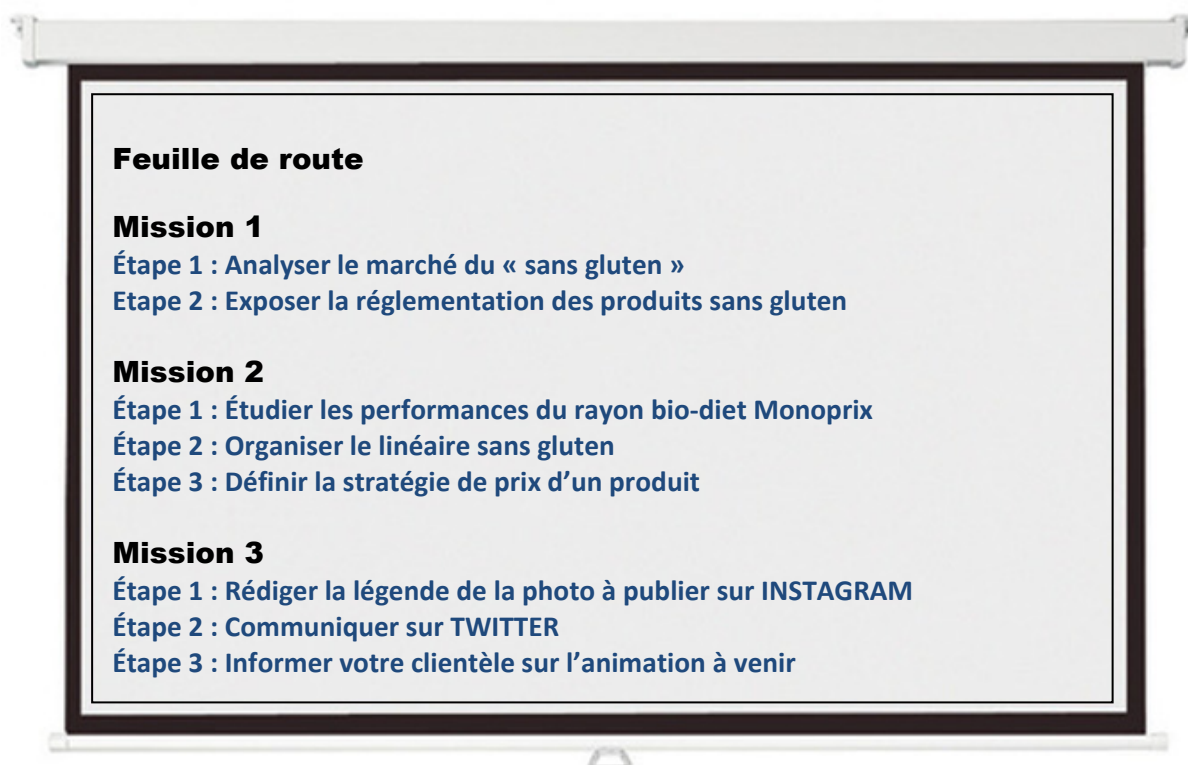 Feuille de route
Mission 1
Étape 1 : Analyser le marché du « sans gluten »
Etape 2 : Exposer la réglementation des produits sans gluten
Mission 2
Étape 1 : Étudier les performances du rayon bio-diet Monoprix
Étape 2 : Organiser le linéaire sans gluten
Étape 3 : Définir la stratégie de prix d’un produit
Mission 3
Étape 1 : Rédiger la légende de la photo à publier sur INSTAGRAM
Étape 2 : Communiquer sur TWITTER
Étape 3 : Informer votre clientèle sur l’animation à venir